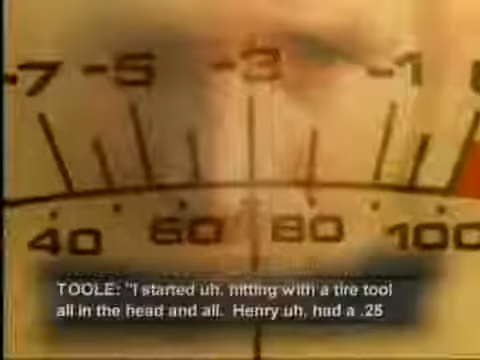 -7 -5 -3 -1
40 60 80 100
TOOLE: "I started uh, hitting with a tire tool
all in the head and all. Henry uh, had a .25